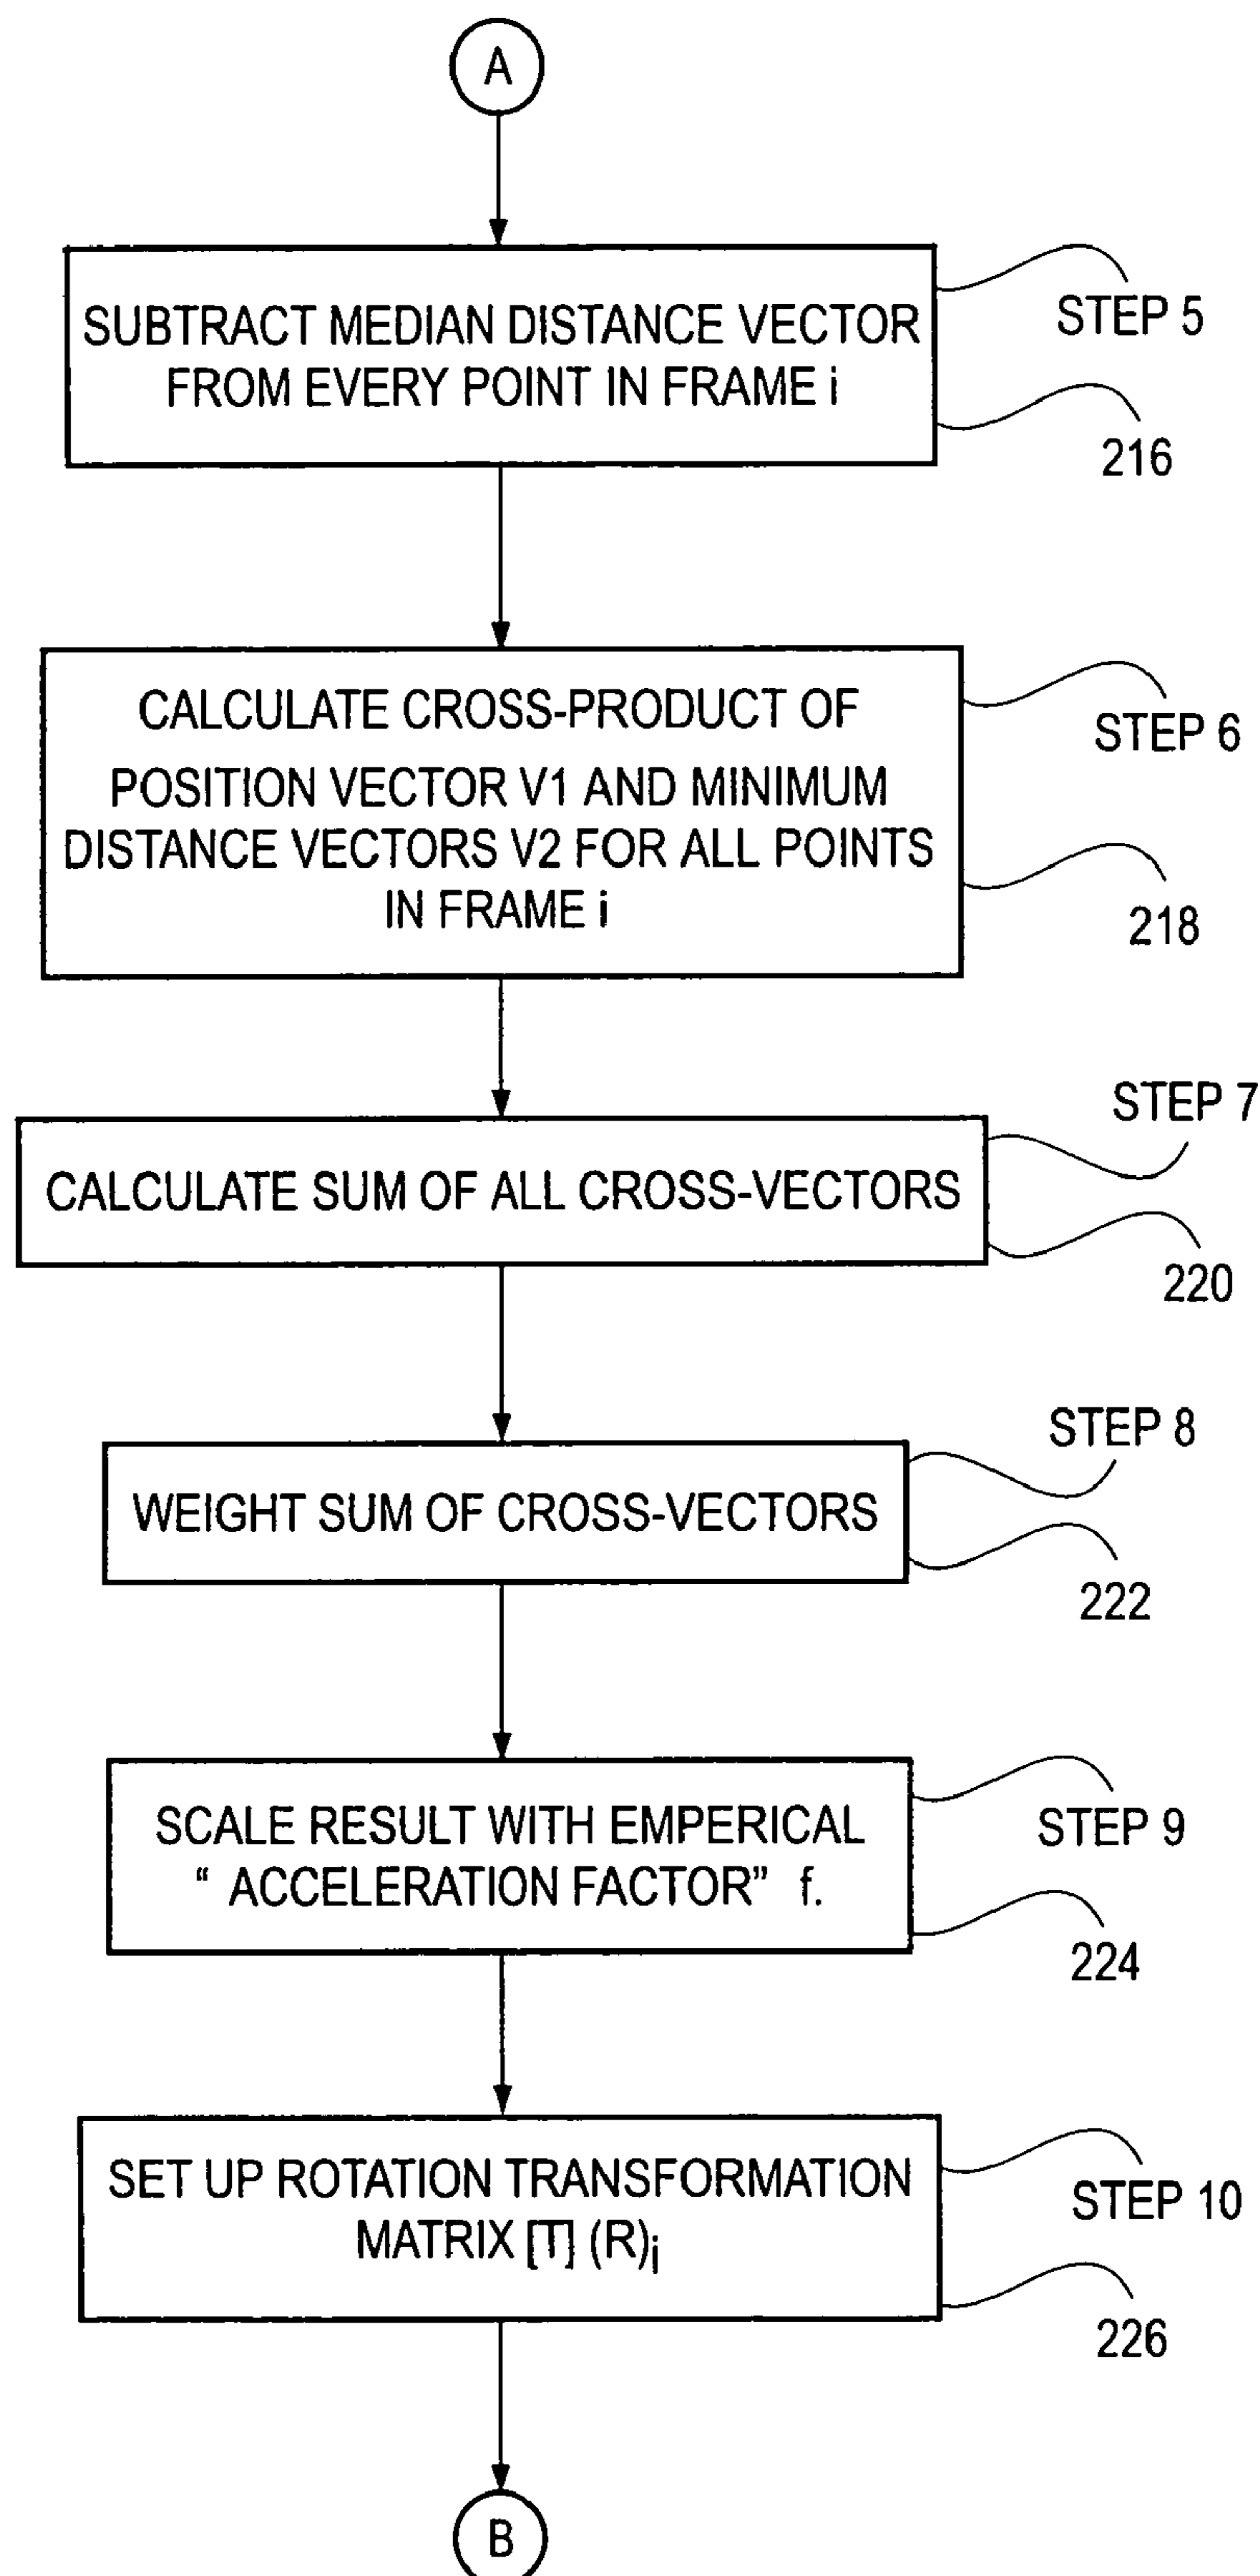 A
SUBTRACT MEDIAN DISTANCE VECTOR
FROM EVERY POINT IN FRAME i
STEP 5
216
CALCULATE CROSS-PRODUCT OF
POSITION VECTOR V1 AND MINIMUM
DISTANCE VECTORS V2 FOR ALL POINTS
IN FRAME i
STEP 6
218
CALCULATE SUM OF ALL CROSS-VECTORS
STEP 7
220
WEIGHT SUM OF CROSS-VECTORS
STEP 8
222
SCALE RESULT WITH EMPERICAL
“ ACCELERATION FACTOR” f.
STEP 9
224
SET UP ROTATION TRANSFORMATION
MATRIX [T] (R)i
STEP 10
226
B